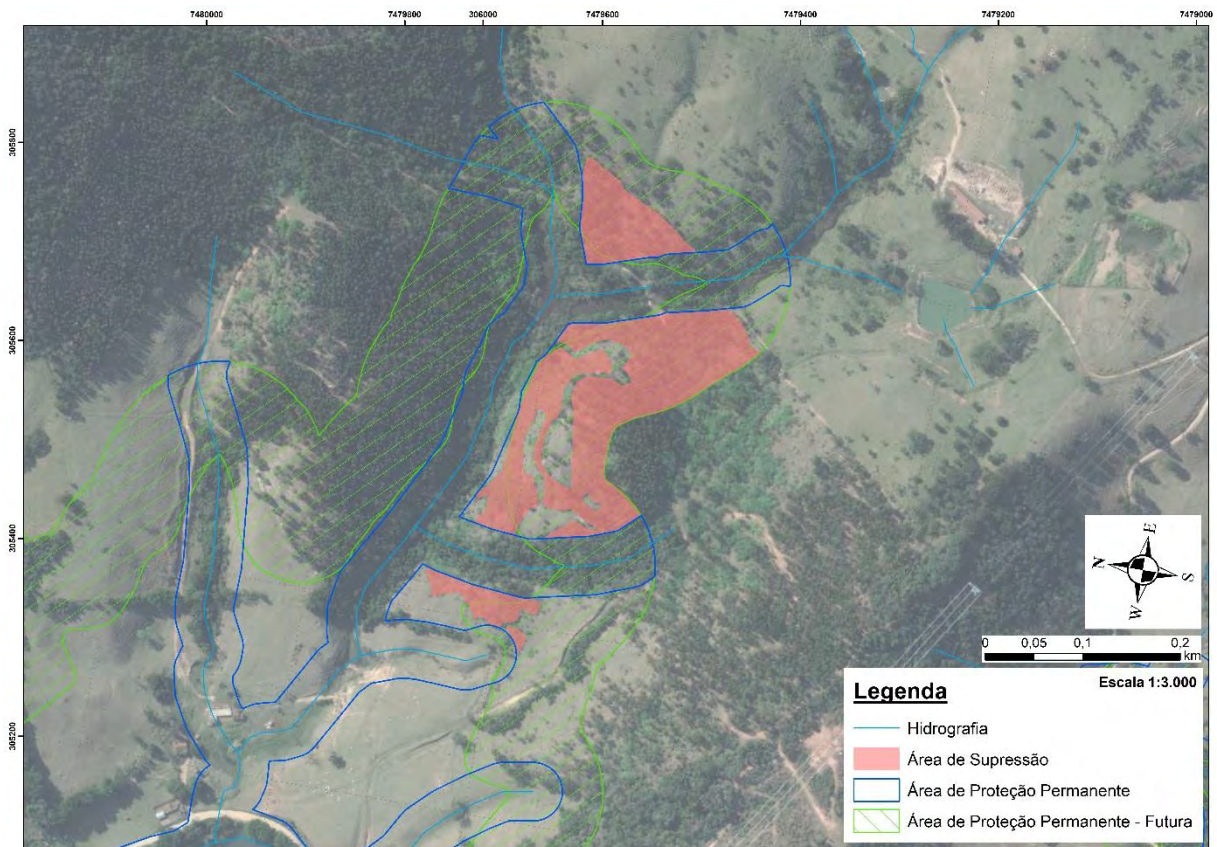 7480000 7479800 306000 7479600 7479400 7479200 7479000
305800
305600
305400
305200
N E S W
0 0,05 0,1 0,2
km
Legenda Escala 1:3.000
Hidrografia
Área de Supressão
Área de Proteção Permanente
Área de Proteção Permanente - Futura